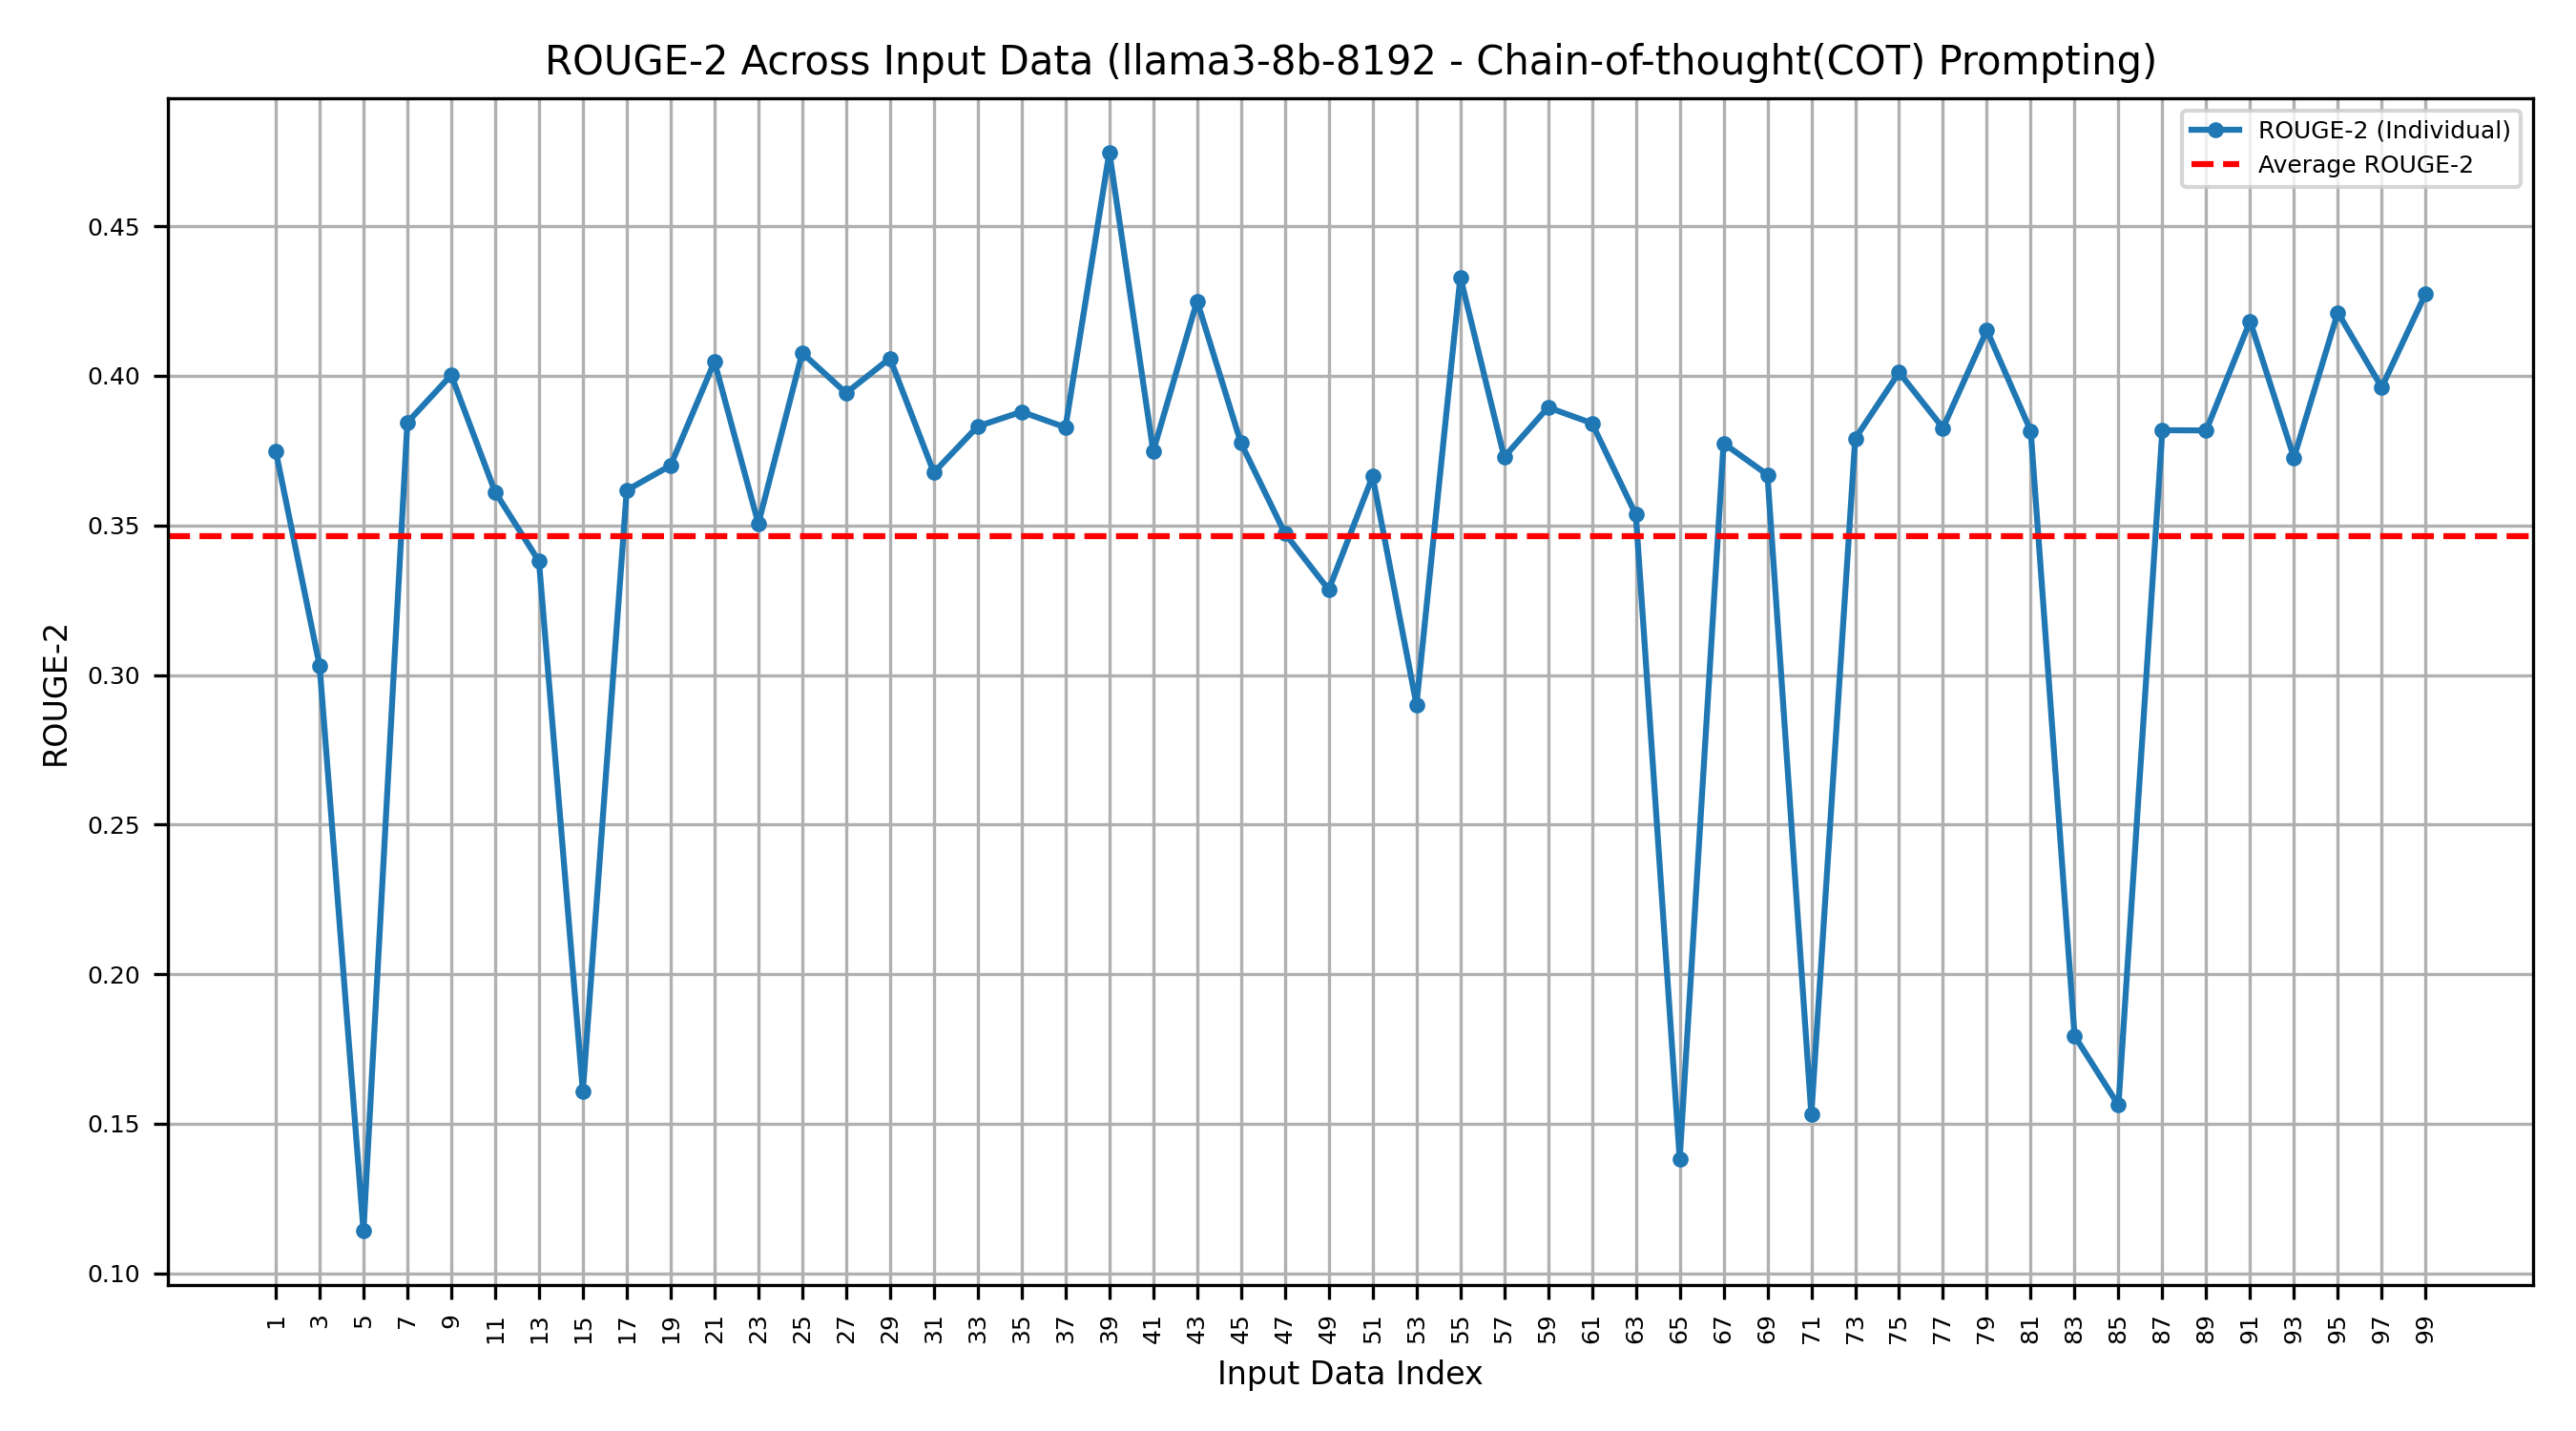 ROUGE-2 Across Input Data (llama3-8b-8192 - Chain-of-thought(COT) Prompting)
ROUGE-2 (Individual)
Average ROUGE-2
ROUGE-2
0.45
0.40
0.35
0.30
0.25
0.20
0.15
0.10
1 3 5 7 9 11 13 15 17 19 21 23 25 27 29 31 33 35 37 39 41 43 45 47 49 51 53 55 57 59 61 63 65 67 69 71 73 75 77 79 81 83 85 87 89 91 93 95 97 99
Input Data Index